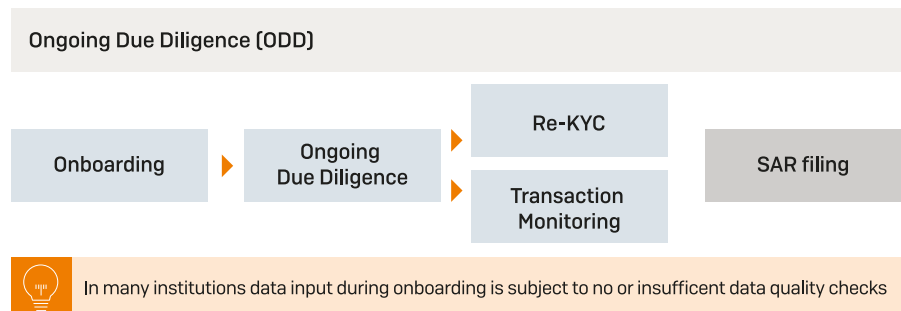 Ongoing Due Diligence (ODD)
Onboarding
Ongoing
Due Diligence
Re-KYC
Transaction
Monitoring
SAR filing
In many institutions data input during onboarding is subject to no or insufficent data quality checks